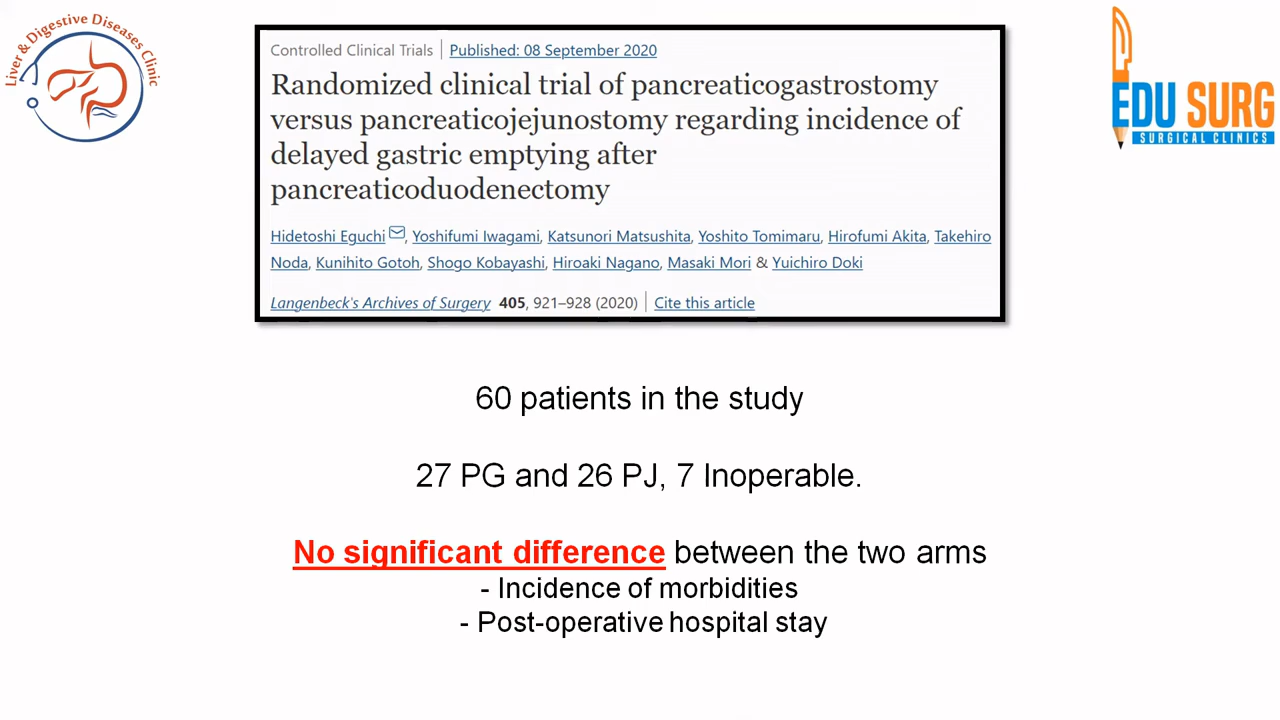 Liver & Digestive Diseases Clinic
Controlled Clinical Trials | Published: 08 September 2020
Randomized clinical trial of pancreaticogastrostomy
versus pancreaticojejunostomy regarding incidence of
delayed gastric emptying after
pancreaticoduodenectomy
Hidetoshi Eguchi, Yoshifumi Iwagami, Katsunori Matsushita, Yoshito Tomimaru, Hirofumi Akita, Takehiro
Noda, Kunihito Gotoh, Shogo Kobayashi, Hiroaki Nagano, Masaki Mori & Yuichiro Doki
Langenbeck's Archives of Surgery 405, 921–928 (2020) | Cite this article
EDU SURG
SURGICAL CLINICS
60 patients in the study
27 PG and 26 PJ, 7 Inoperable.
No significant difference between the two arms
- Incidence of morbidities
- Post-operative hospital stay